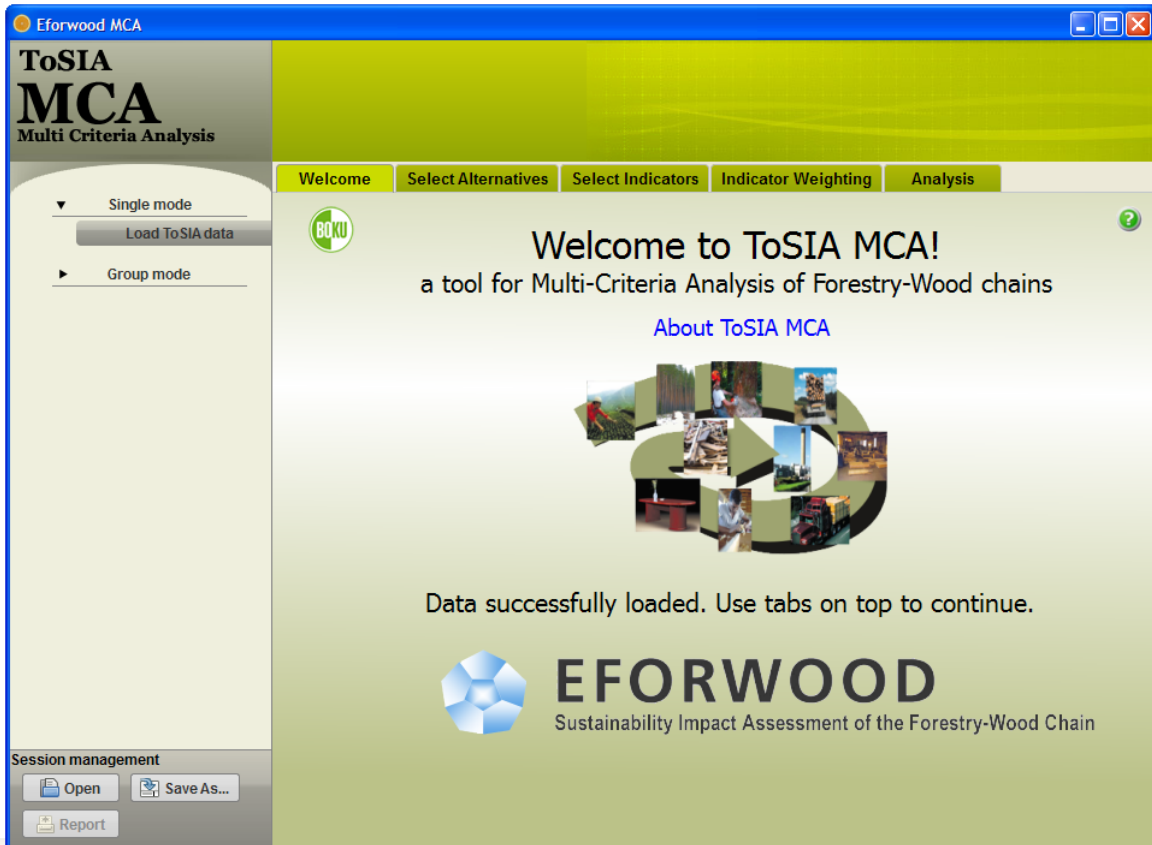 Eforwood MCA
ToSIA
MCA
Multi Criteria Analysis
Welcome
Select Alternatives
Select Indicators
Indicator Weighting
Analysis
Single mode
Load ToSIA data
Group mode
BOKU
?
Welcome to ToSIA MCA!
a tool for Multi-Criteria Analysis of Forestry-Wood chains
About ToSIA MCA
Data successfully loaded. Use tabs on top to continue.
EFORWOOD
Sustainability Impact Assessment of the Forestry-Wood Chain
Session management
Open
Save As...
Report